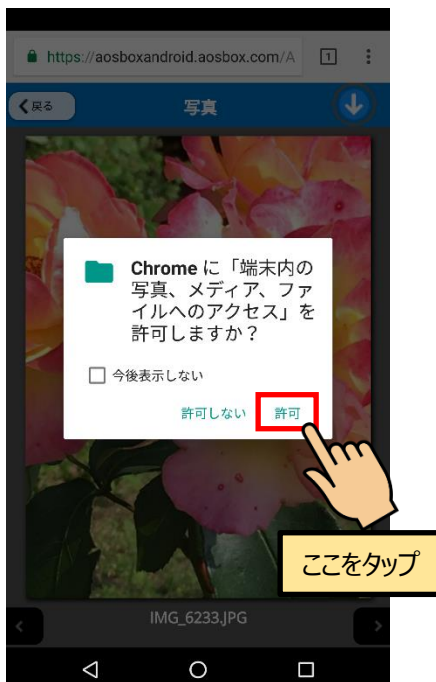 https://aosboxandroid.aosbox.com/A
1
戻る
写真
Chrome に「端末内の
写真、メディア、ファ
イルへのアクセス」を
許可しますか？
今後表示しない
許可しない
許可
ここをタップ
IMG_6233.JPG